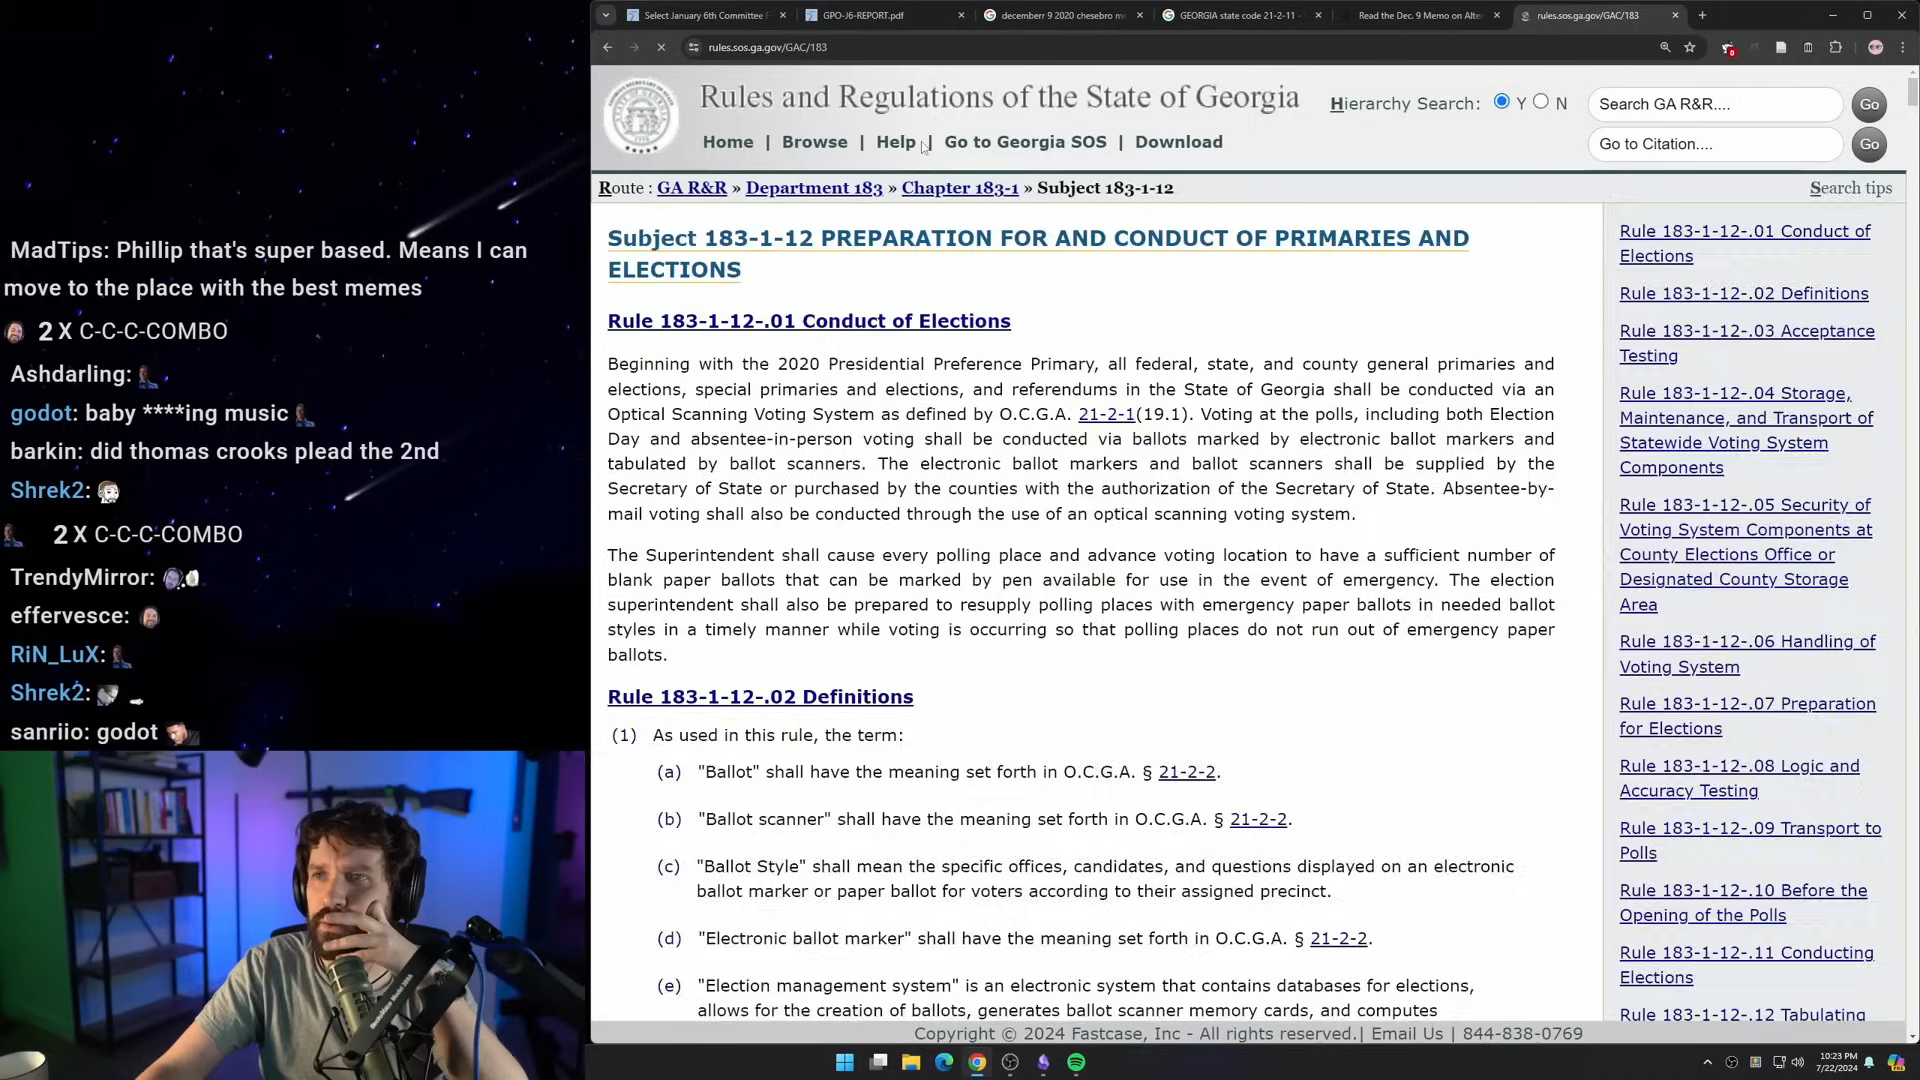 Select January 6th Committee F
GPO-J6-REPORT.pdf
decemberr 9 2020 chesebro me
GEORGIA state code 21-2-11 -
Read the Dec. 9 Memo on Alte
rules.sos.ga.gov/GAC/183
rules.sos.ga.gov/GAC/183
Rules and Regulations of the State of Georgia
Hierarchy Search: Y N
Search GA R&R....
Go
Home | Browse | Help | Go to Georgia SOS | Download
Go to Citation....
Go
Route : GA R&R » Department 183 » Chapter 183-1 » Subject 183-1-12
Search tips
Subject 183-1-12 PREPARATION FOR AND CONDUCT OF PRIMARIES AND
ELECTIONS
Rule 183-1-12-.01 Conduct of Elections
Beginning with the 2020 Presidential Preference Primary, all federal, state, and county general primaries and
elections, special primaries and elections, and referendums in the State of Georgia shall be conducted via an
Optical Scanning Voting System as defined by O.C.G.A. 21-2-1(19.1). Voting at the polls, including both Election
Day and absentee-in-person voting shall be conducted via ballots marked by electronic ballot markers and
tabulated by ballot scanners. The electronic ballot markers and ballot scanners shall be supplied by the
Secretary of State or purchased by the counties with the authorization of the Secretary of State. Absentee-by-
mail voting shall also be conducted through the use of an optical scanning voting system.
The Superintendent shall cause every polling place and advance voting location to have a sufficient number of
blank paper ballots that can be marked by pen available for use in the event of emergency. The election
superintendent shall also be prepared to resupply polling places with emergency paper ballots in needed ballot
styles in a timely manner while voting is occurring so that polling places do not run out of emergency paper
ballots.
Rule 183-1-12-.02 Definitions
(1) As used in this rule, the term:
(a) "Ballot" shall have the meaning set forth in O.C.G.A. § 21-2-2.
(b) "Ballot scanner" shall have the meaning set forth in O.C.G.A. § 21-2-2.
(c) "Ballot Style" shall mean the specific offices, candidates, and questions displayed on an electronic
ballot marker or paper ballot for voters according to their assigned precinct.
(d) "Electronic ballot marker" shall have the meaning set forth in O.C.G.A. § 21-2-2.
(e) "Election management system" is an electronic system that contains databases for elections,
allows for the creation of ballots, generates ballot scanner memory cards, and computes
Rule 183-1-12-.01 Conduct of
Elections
Rule 183-1-12-.02 Definitions
Rule 183-1-12-.03 Acceptance
Testing
Rule 183-1-12-.04 Storage,
Maintenance, and Transport of
Statewide Voting System
Components
Rule 183-1-12-.05 Security of
Voting System Components at
County Elections Office or
Designated County Storage
Area
Rule 183-1-12-.06 Handling of
Voting System
Rule 183-1-12-.07 Preparation
for Elections
Rule 183-1-12-.08 Logic and
Accuracy Testing
Rule 183-1-12-.09 Transport to
Polls
Rule 183-1-12-.10 Before the
Opening of the Polls
Rule 183-1-12-.11 Conducting
Elections
Rule 183-1-12-.12 Tabulating
Copyright © 2024 Fastcase, Inc - All rights reserved.| Email Us | 844-838-0769
10:23 PM
7/22/2024
MadTips: Phillip that's super based. Means I can
move to the place with the best memes
2 X C-C-C-COMBO
Ashdarling:
godot: baby ****ing music
barkin: did thomas crooks plead the 2nd
Shrek2:
2 X C-C-C-COMBO
TrendyMirror:
effervesce:
RiN_LuX:
Shrek2:
sanriio: godot